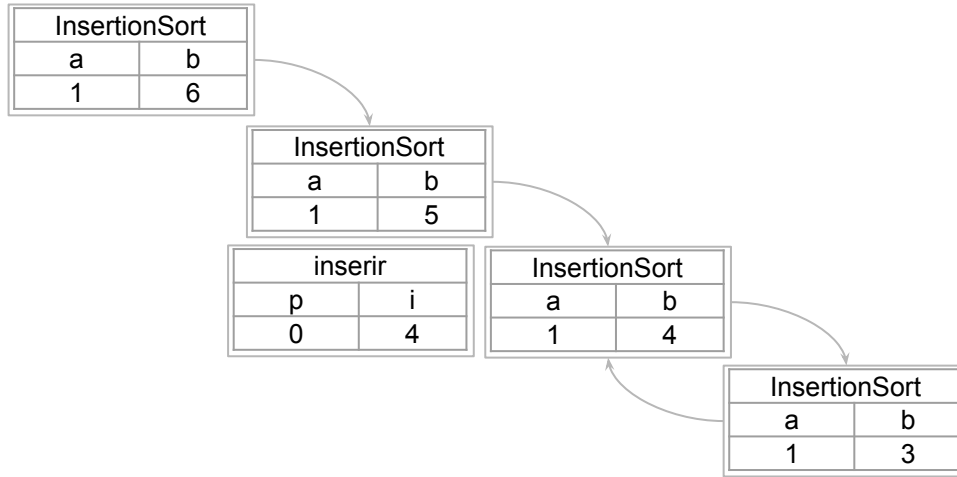 InsertionSort
a b
1 6
InsertionSort
a b
1 5
inserir
p i
0 4
InsertionSort
a b
1 4
InsertionSort
a b
1 3